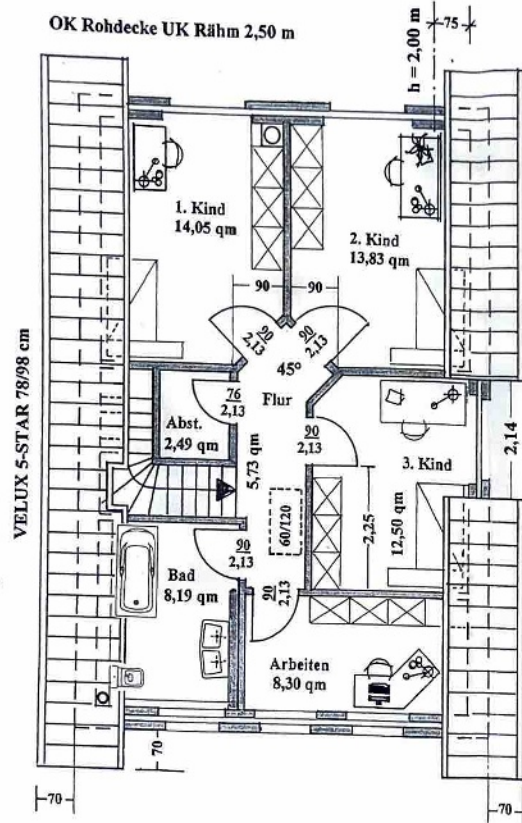 OK Rohdecke UK Rähm 2,50 m
h = 2,00 m
75
1. Kind
14,05 qm
2. Kind
13,83 qm
90
90
90
2,13
90
2,13
45°
Flur
5,73 qm
76
2,13
Abst.
2,49 qm
90
2,13
3. Kind
12,50 qm
2,14
2,25
60/120
VELUX 5-STAR 78/98 cm
90
2,13
Bad
8,19 qm
90
2,13
Arbeiten
8,30 qm
70
70
70